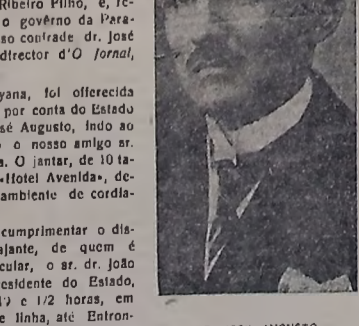 Ribeiro Pilho, e, re-
o govêrno da Para-
so confrade dr. José
director d'O Jornal,
yana, foi offerecida
por conta do Estado
sé Augusto, indo ao
o nosso amigo sr.
a. O jantar, de 10 ta-
«Hotel Avenida», de-
ambiente de cordia-
cumprimentar o dis-
ajante, de quem é
cular, o sr. dr. João
esidente do Estado,
e 1/2 horas, em
e linha, até Entron-
AUGUSTO